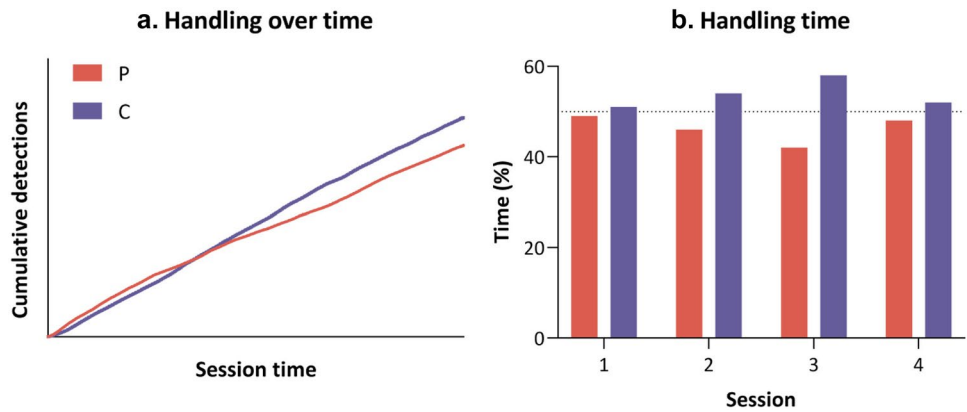 a. Handling over time
P
C
Cumulative detections
Session time
b. Handling time
60
40
20
0
Time (%)
1 2 3 4
Session